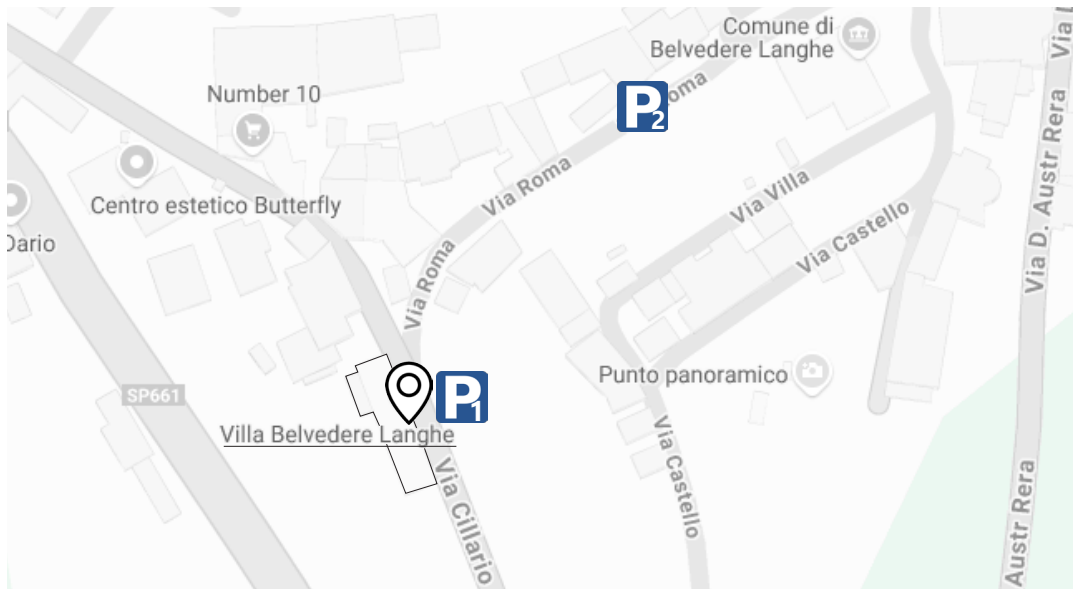 Comune di
Belvedere Langhe
Via D. Austr Rera
Number 10
P2
Roma
Via Roma
Via Villa
Centro estetico Butterfly
Via Castello
Dario
Via Roma
Punto panoramico
SP661
P1
Villa Belvedere Langhe
Via Castello
Via Cillario
Austr Rera